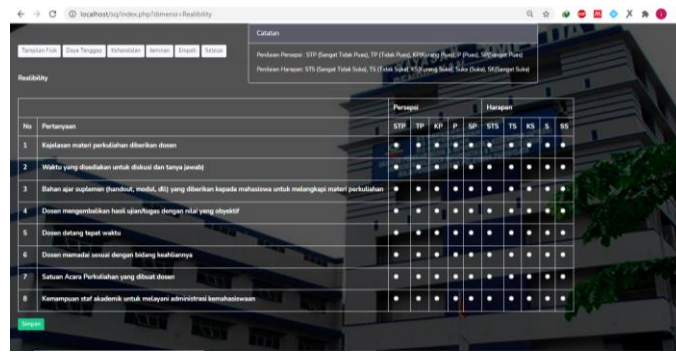 localhost/sq/index.php?dimensi=Realibility
Catatan
Tampilan Fisik Daya Tanggap Kehandalan Jaminan Empati Selesai
Penilaian Persepsi : STP (Sangat Tidak Puas), TP (Tidak Puas), KP(Kurang Puas), P (Puas), SP(Sangat Puas)
Penilaian Harapan: STS (Sangat Tidak Suka), TS (Tidak Suka), KS(Kurang Suka), Suka (Suka), SK(Sangat Suka)
Realibility
Persepsi Harapan
No Pertanyaan STP TP KP P SP STS TS KS S SS
1 Kejelasan materi perkuliahan diberikan dosen
2 Waktu yang disediakan untuk diskusi dan tanya jawab)
3 Bahan ajar suplemen (handout, modul, dll) yang diberikan kepada mahasiswa untuk melengkapi materi perkuliahan
4 Dosen mengembalikan hasil ujian/tugas dengan nilai yang obyektif
5 Dosen datang tepat waktu
6 Dosen memadai sesuai dengan bidang keahliannya
7 Satuan Acara Perkuliahan yang dibuat dosen
8 Kemampuan staf akademik untuk melayani administrasi kemahasiswaan
Simpan